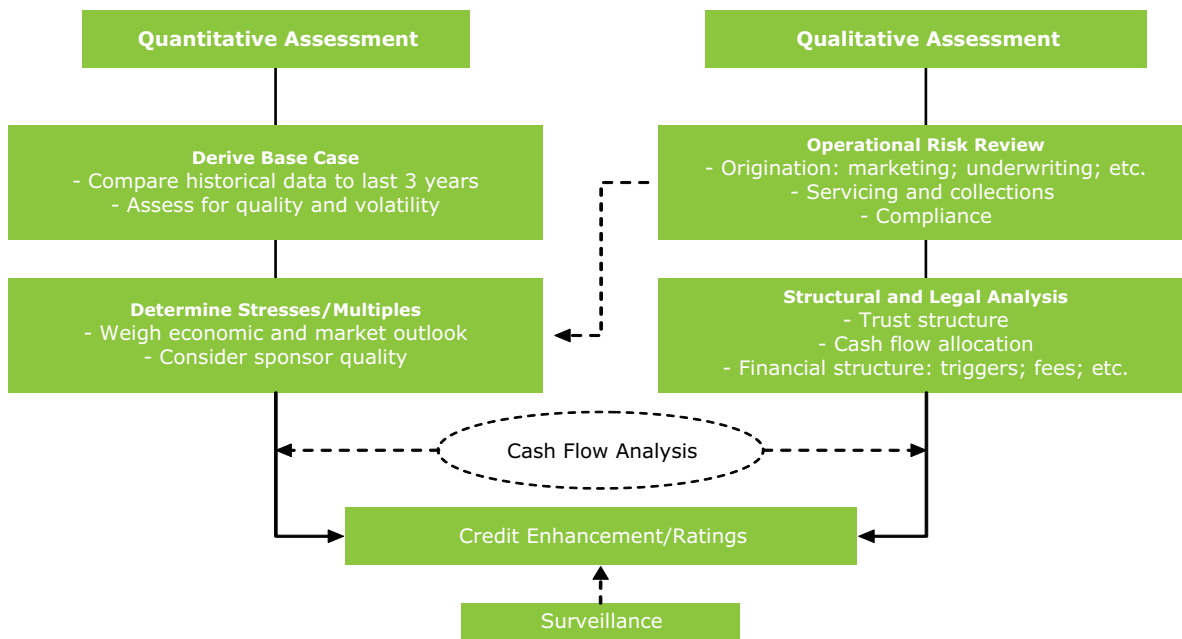 Quantitative Assessment
Qualitative Assessment
Derive Base Case
- Compare historical data to last 3 years
- Assess for quality and volatility
Operational Risk Review
- Origination: marketing; underwriting; etc.
- Servicing and collections
- Compliance
Determine Stresses/Multiples
- Weigh economic and market outlook
- Consider sponsor quality
Structural and Legal Analysis
- Trust structure
- Cash flow allocation
- Financial structure: triggers; fees; etc.
Cash Flow Analysis
Credit Enhancement/Ratings
Surveillance